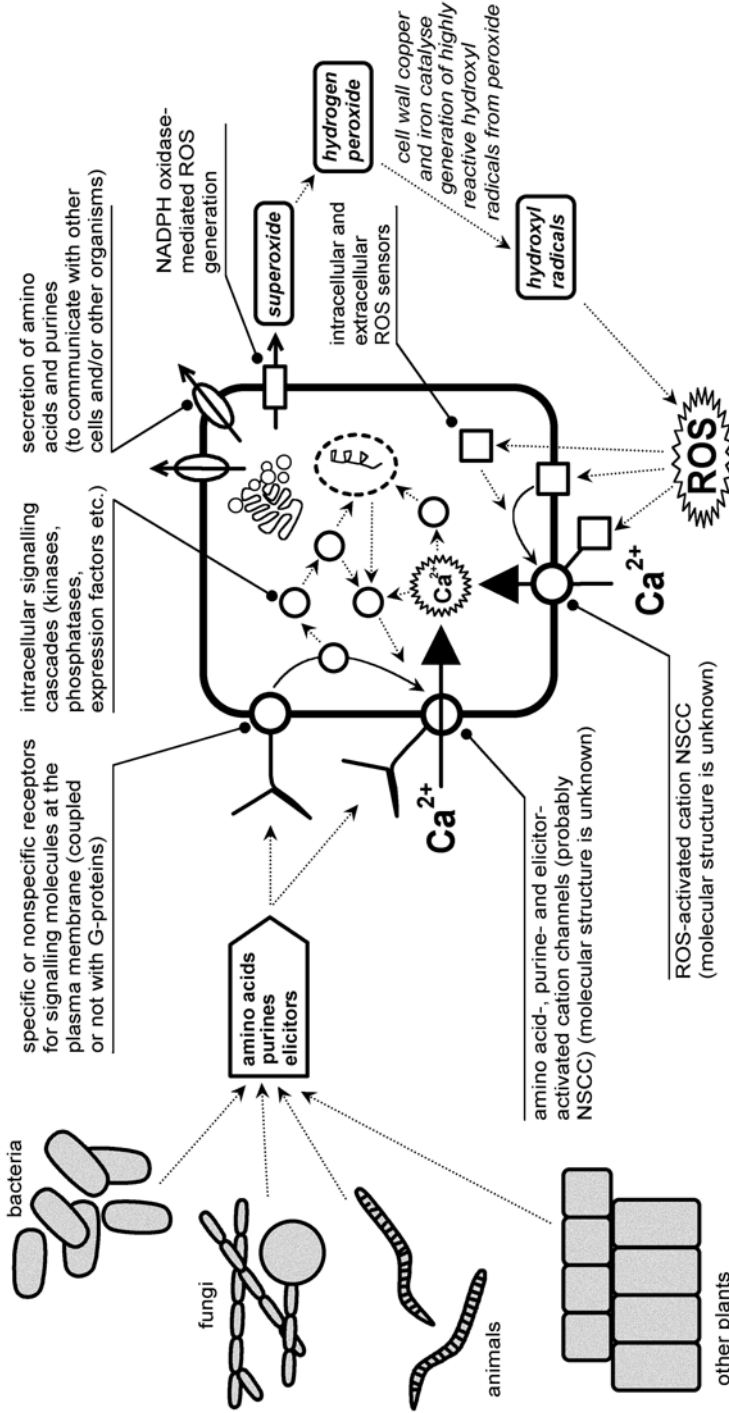 bacteria
fungi
animals
other plants
amino acids
purines
elicitors
specific or nonspecific receptors
for signalling molecules at the
plasma membrane (coupled
or not with G-proteins)
intracellular signalling
cascades (kinases,
phosphatases,
expression factors etc.)
secretion of amino
acids and purines
(to communicate with other
cells and/or other organisms)
NADPH oxidase-
mediated ROS
generation
superoxide
hydrogen
peroxide
cell wall copper
and iron catalyse
generation of highly
reactive hydroxyl
radicals from peroxide
hydroxyl
radicals
intracellular and
extracellular
ROS sensors
ROS
Ca2+
Ca2+
Ca2+
amino acid-, purine- and elicitor-
activated cation channels (probably
NSCC) (molecular structure is unknown)
ROS-activated cation NSCC
(molecular structure is unknown)